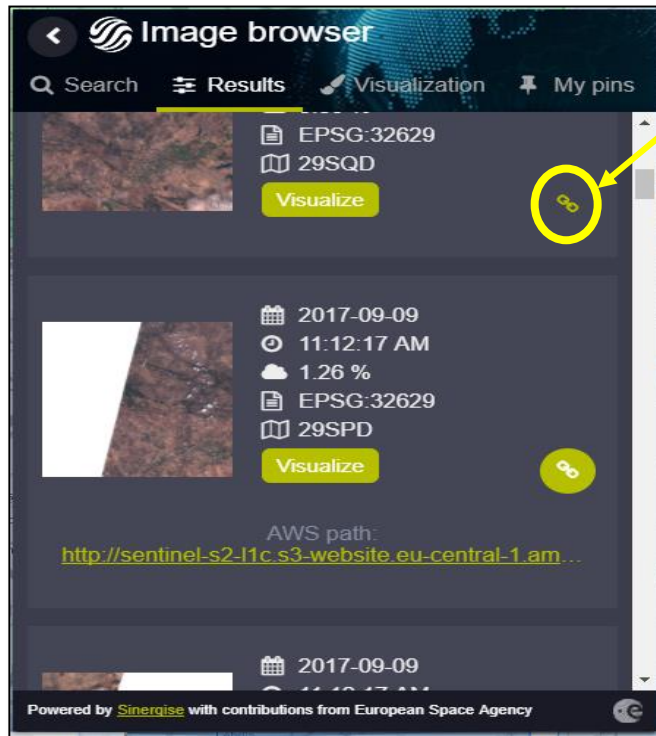 Image browser
Search Results Visualization My pins
EPSG:32629
29SQD
Visualize
2017-09-09
11:12:17 AM
1.26 %
EPSG:32629
29SPD
Visualize
AWS path:
http://sentinel-s2-l1c.s3-website.eu-central-1.am...
2017-09-09
Powered by Sinergise with contributions from European Space Agency